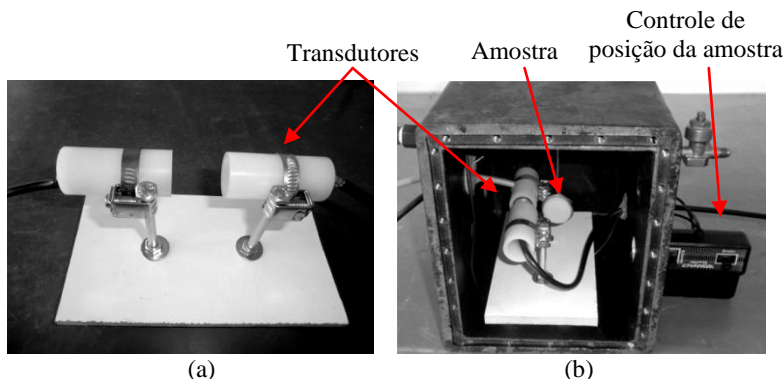 Transdutores
Amostra
Controle de
posição da amostra
(a)
(b)